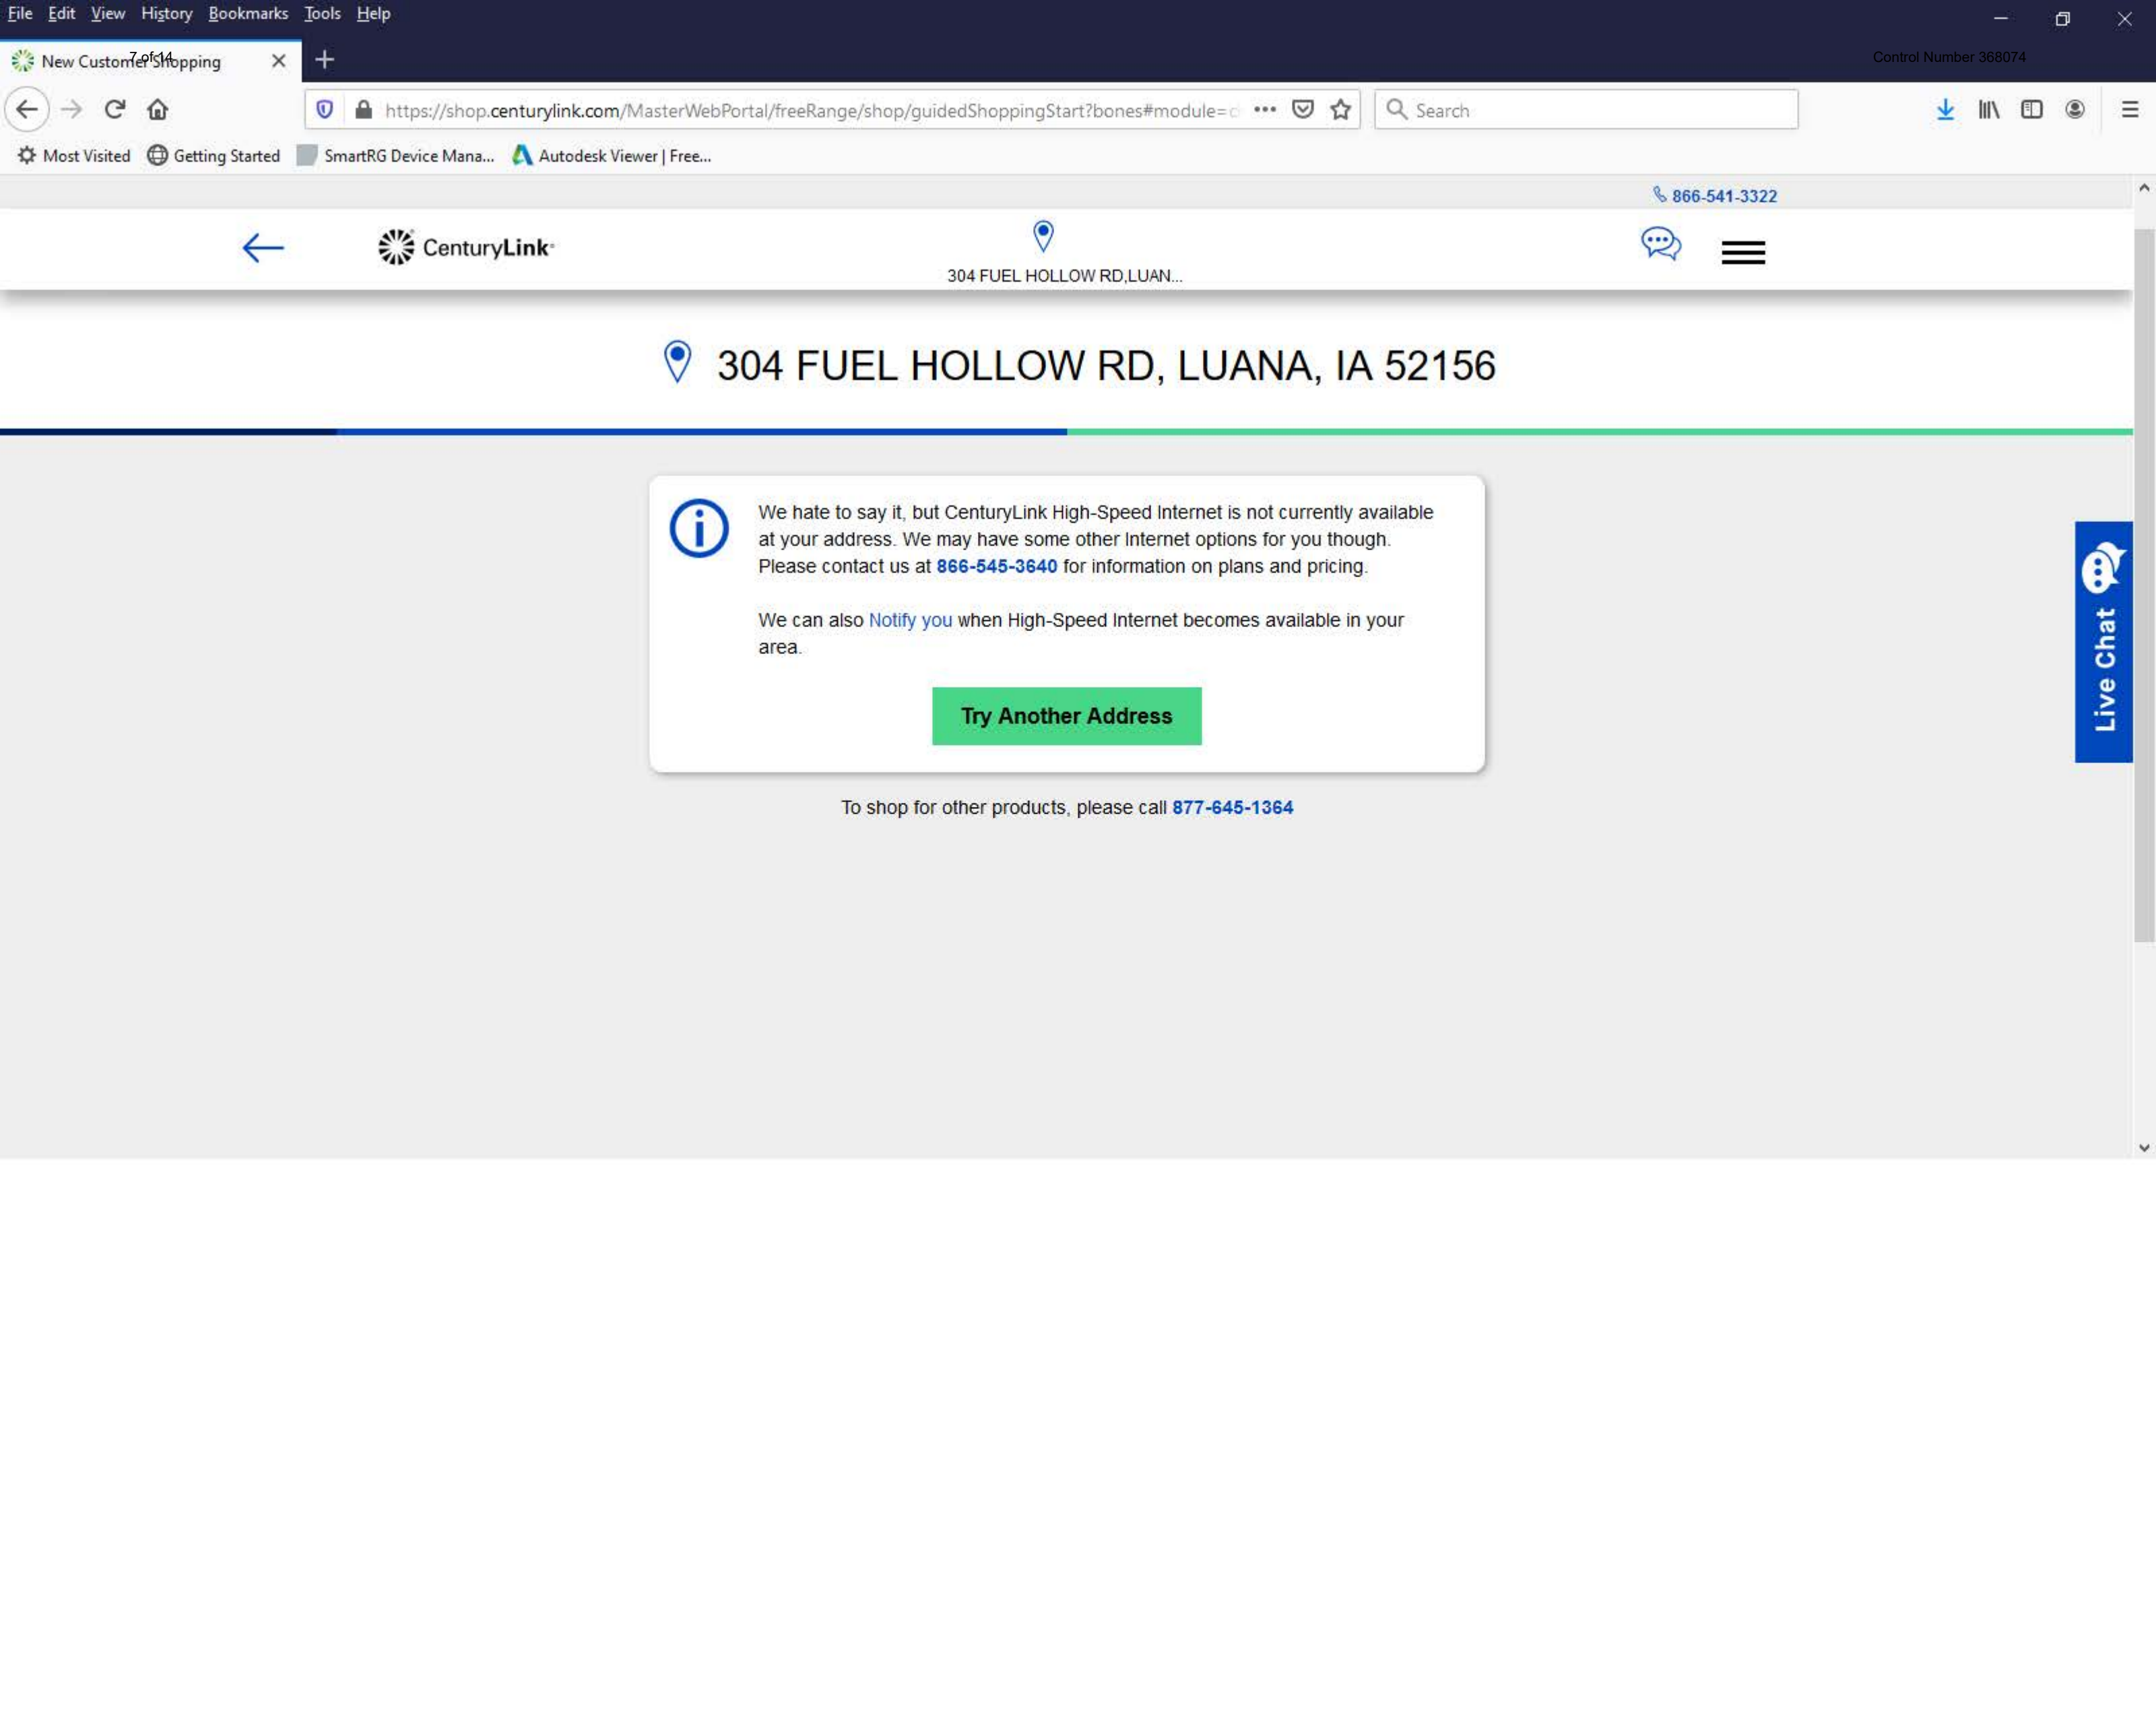 File Edit View History Bookmarks Tools Help
New Customer Shopping
7 of 14
Control Number 368074
https://shop.centurylink.com/MasterWebPortal/freeRange/shop/guidedShoppingStart?bones#module=
Search
Most Visited Getting Started SmartRG Device Mana... Autodesk Viewer | Free...
866-541-3322
CenturyLink
304 FUEL HOLLOW RD,LUAN...
304 FUEL HOLLOW RD, LUANA, IA 52156
We hate to say it, but CenturyLink High-Speed Internet is not currently available
at your address. We may have some other Internet options for you though.
Please contact us at 866-545-3640 for information on plans and pricing.
We can also Notify you when High-Speed Internet becomes available in your
area.
Try Another Address
Live Chat
To shop for other products, please call 877-645-1364